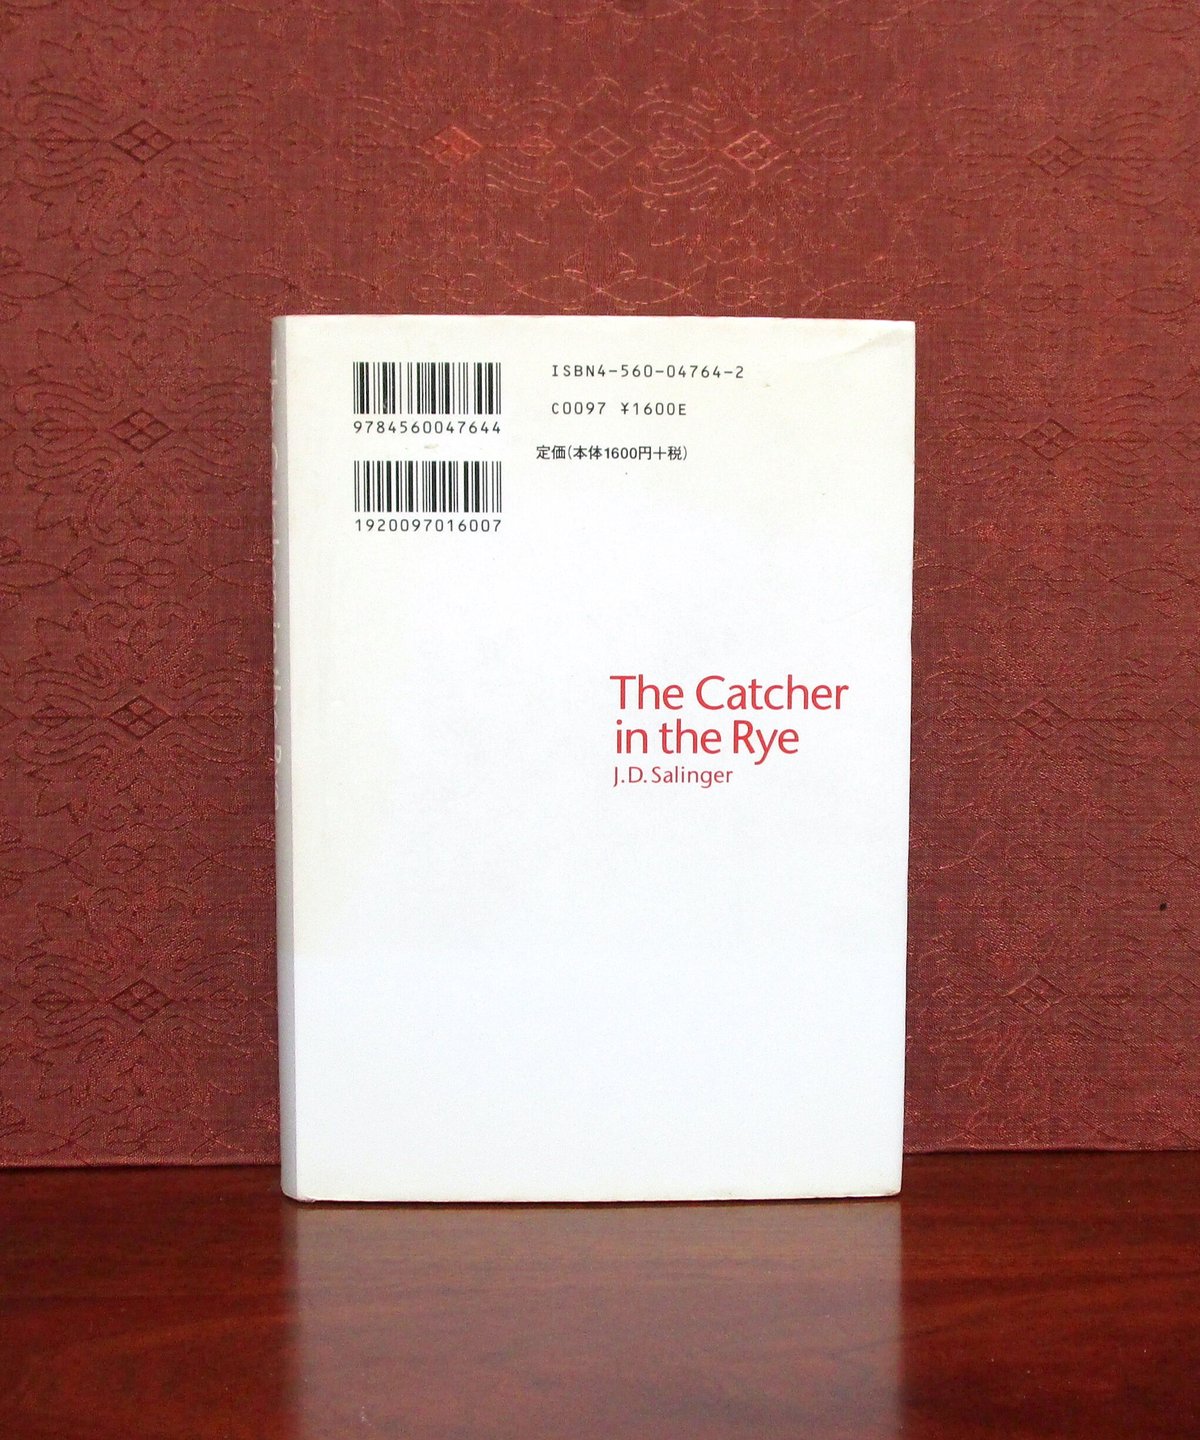 9784560047644
1920097016007
ISBN4-560-04764-2
C0097 ¥1600E
定価(本体1600円+税)
The Catcher
in the Rye
J.D. Salinger